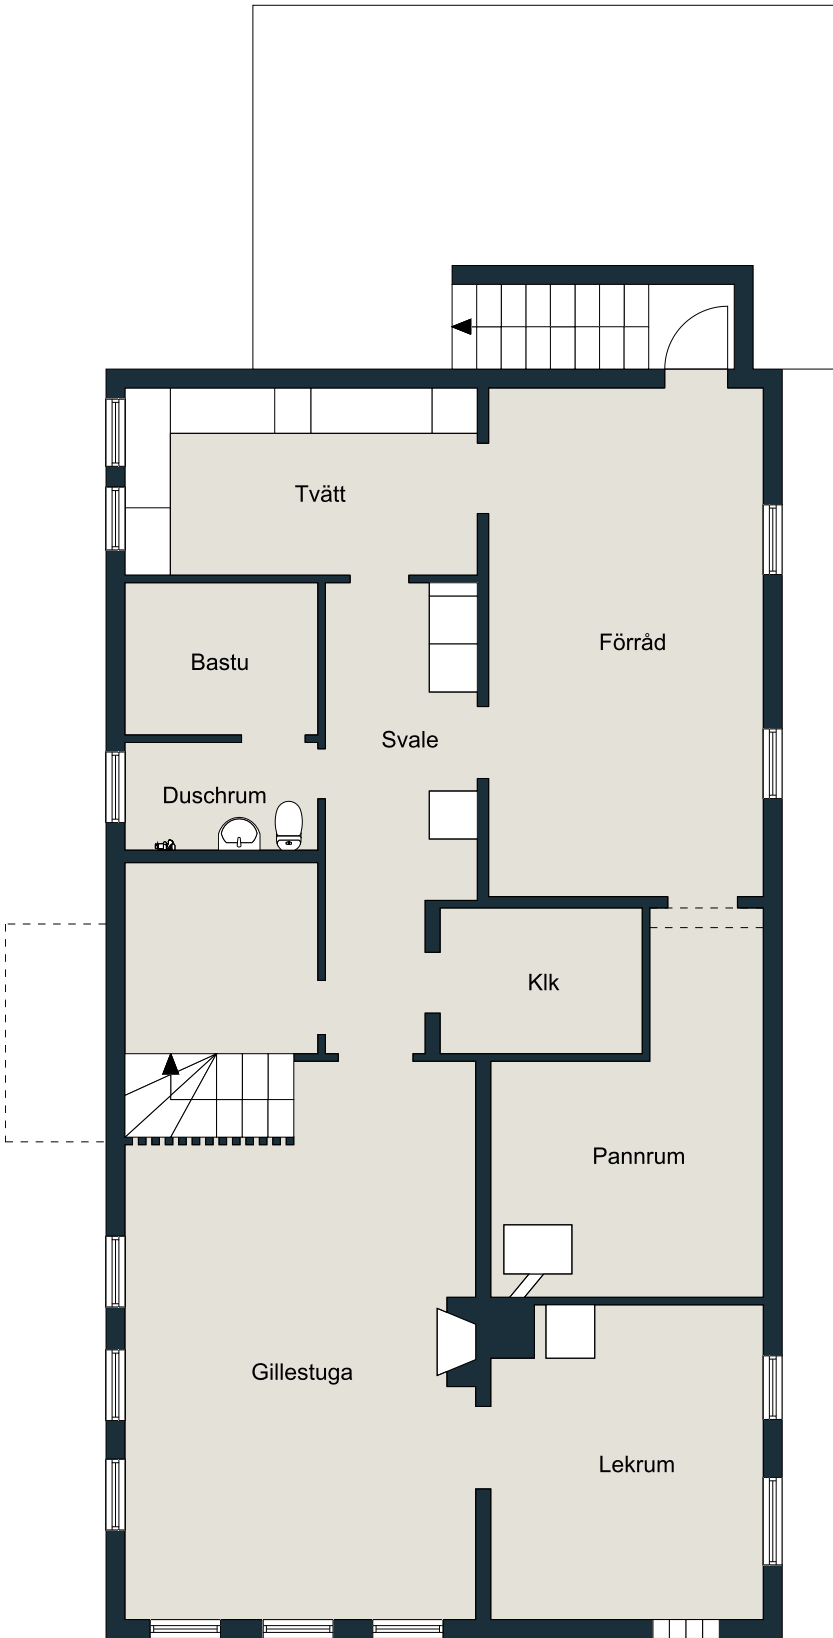 Tvätt
Förråd
Bastu
Svale
Duschrum
Klk
Pannrum
Gillestuga
Lekrum